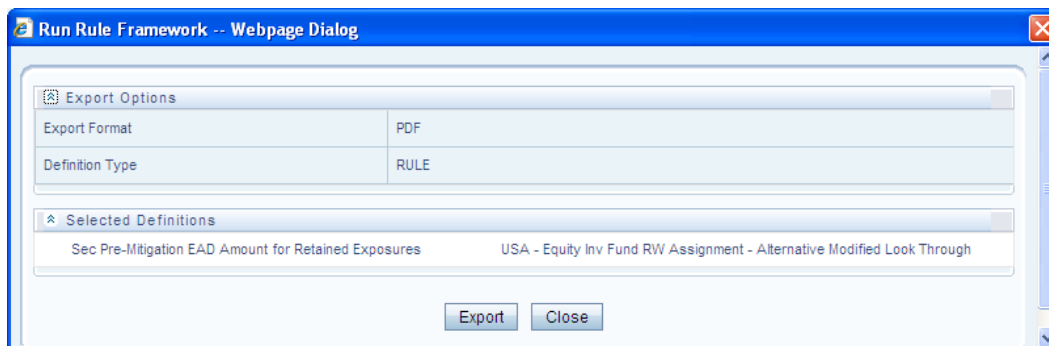 Run Rule Framework -- Webpage Dialog
Export Options
Export Format PDF
Definition Type RULE
Selected Definitions
Sec Pre-Mitigation EAD Amount for Retained Exposures USA - Equity Inv Fund RW Assignment - Alternative Modified Look Through
Export Close